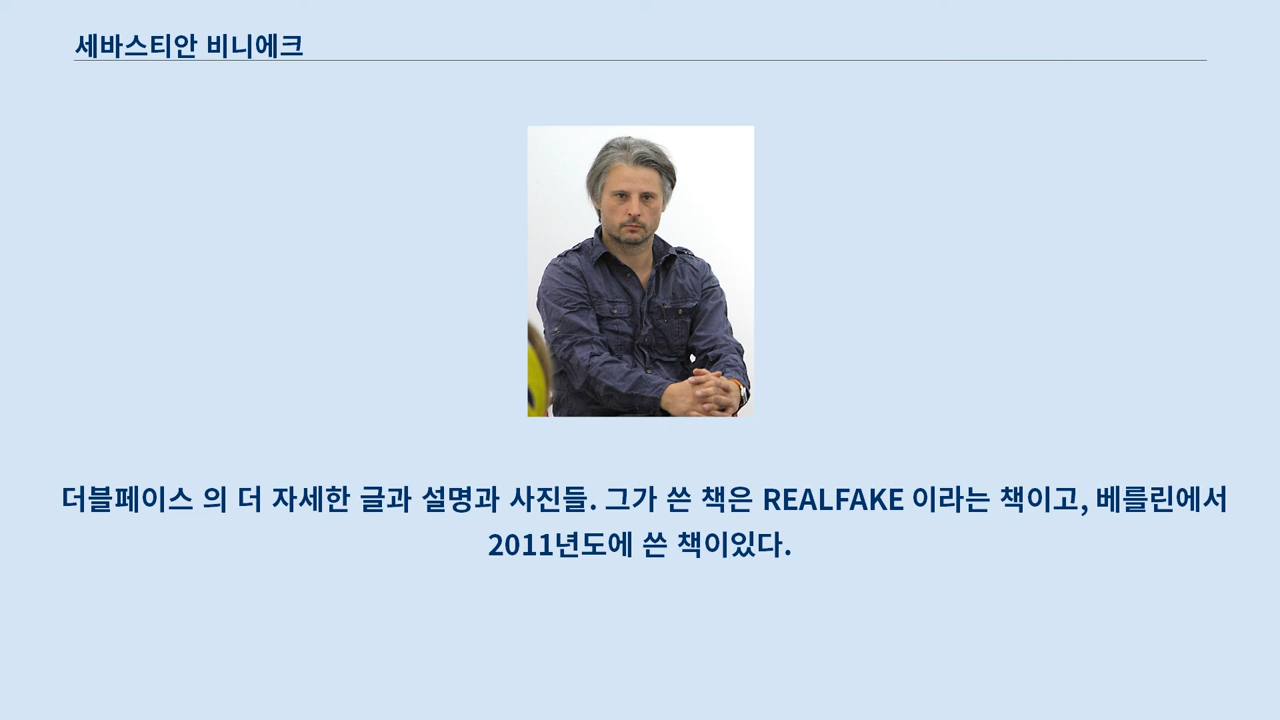 세바스티안 비니에크
더블페이스 의 더 자세한 글과 설명과 사진들. 그가 쓴 책은 REALFAKE 이라는 책이고, 베를린에서
2011년도에 쓴 책이있다.